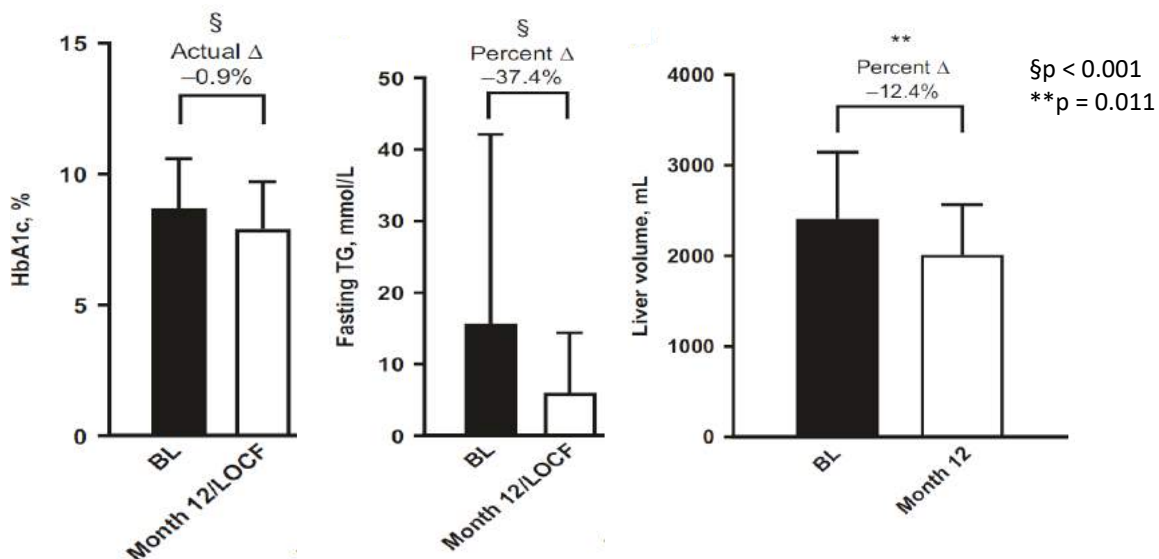 §
Actual Δ
−0.9%
15
10
5
0
HbA1c, %
BL
Month 12/LOCF
§
Percent Δ
−37.4%
50
40
30
20
10
0
Fasting TG, mmol/L
BL
Month 12/LOCF
**
Percent Δ
−12.4%
4000
3000
2000
1000
0
Liver volume, mL
BL
Month 12
§p < 0.001
**p = 0.011